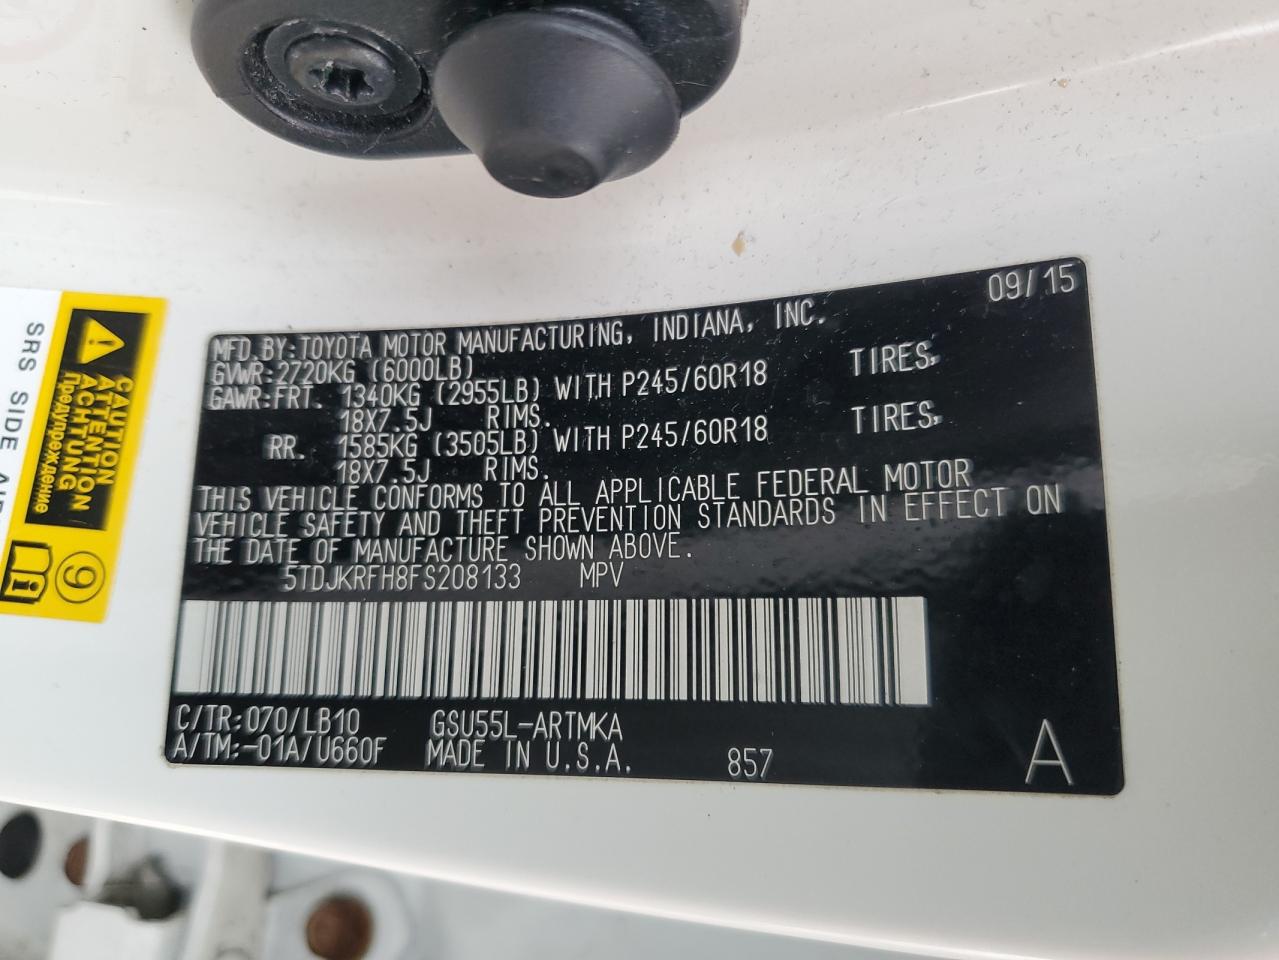 09/15
MFD.BY:TOYOTA MOTOR MANUFACTURING, INDIANA, INC.
GVWR:2720KG (6000LB)
GAWR:FRT. 1340KG (2955LB) WITH P245/60R18 TIRES,
18X7.5J RIMS.
RR. 1585KG (3505LB) WITH P245/60R18 TIRES,
18X7.5J RIMS.
THIS VEHICLE CONFORMS TO ALL APPLICABLE FEDERAL MOTOR
VEHICLE SAFETY AND THEFT PREVENTION STANDARDS IN EFFECT ON
THE DATE OF MANUFACTURE SHOWN ABOVE.
5TDJKRFH8FS208133 MPV
C/TR:070/LB10 GSU55L-ARTMKA
A/TM:-01A/U660F MADE IN U.S.A. 857 A
CAUTION
ATTENTION
ACHTUNG
Предупреждение
9
SRS SIDE